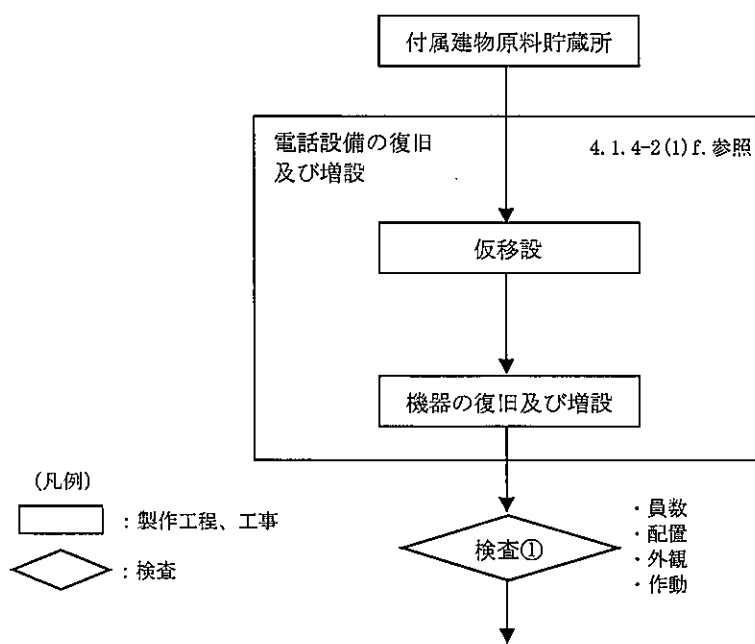 付属建物原料貯蔵所
電話設備の復旧
及び増設
4.1.4-2(1)f.参照
仮移設
機器の復旧及び増設
検査①
・員数
・配置
・外観
・作動
(凡例)
：製作工程、工事
：検査